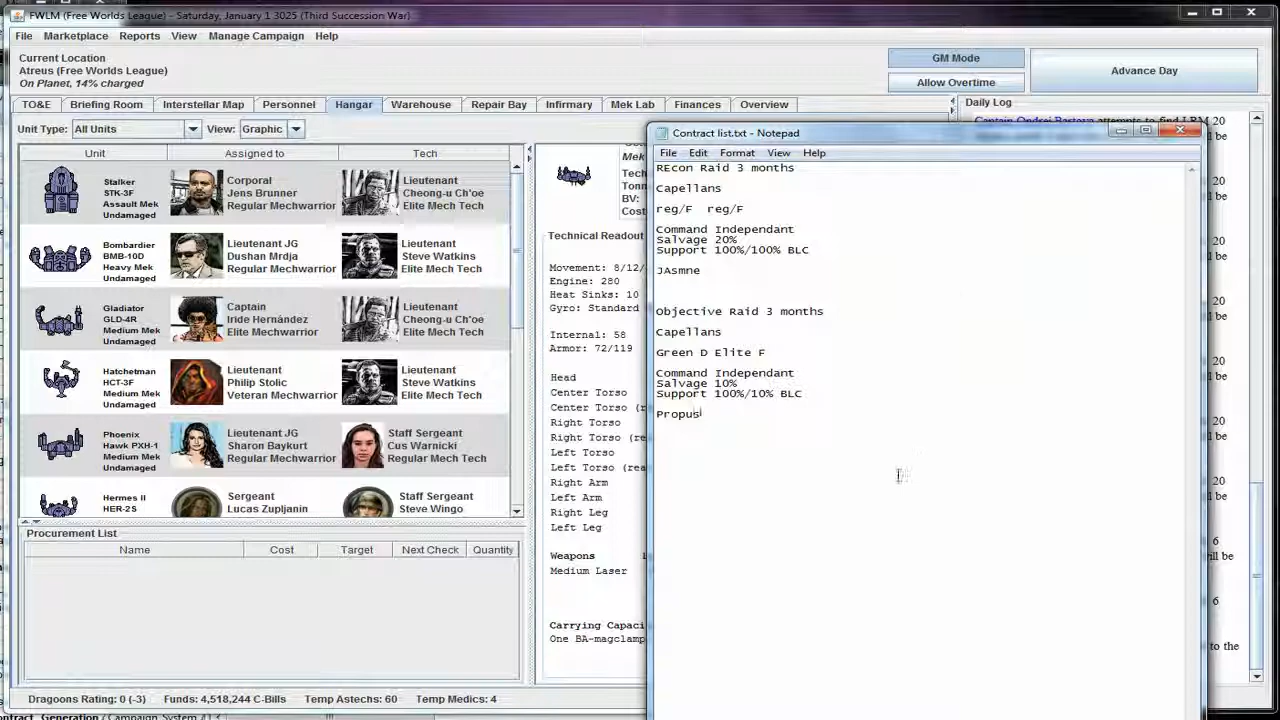 FWLM (Free Worlds League) - Saturday, January 1 3025 (Third Succession War)
File Marketplace Reports View Manage Campaign Help
Current Location
Atreus (Free Worlds League)
On Planet, 14% charged
GM Mode
Allow Overtime
Advance Day
TO&E Briefing Room Interstellar Map Personnel Hangar Warehouse Repair Bay Infirmary Mek Lab Finances Overview
Daily Log
Unit Type: All Units View: Graphic
Unit Assigned to Tech
Stalker
STK-3F
Assault Mek
Undamaged
Corporal
Jens Brunner
Regular Mechwarrior
Lieutenant
Cheong-u Ch'oe
Elite Mech Tech
Bombardier
BMB-10D
Heavy Mek
Undamaged
Lieutenant JG
Dushan Mrdja
Regular Mechwarrior
Lieutenant
Steve Watkins
Elite Mech Tech
Gladiator
GLD-4R
Medium Mek
Undamaged
Captain
Iride Hernández
Elite Mechwarrior
Lieutenant
Cheong-u Ch'oe
Elite Mech Tech
Hatchetman
HCT-3F
Medium Mek
Undamaged
Lieutenant
Philip Stolic
Veteran Mechwarrior
Lieutenant
Steve Watkins
Elite Mech Tech
Phoenix
Hawk PXH-1
Medium Mek
Undamaged
Lieutenant JG
Sharon Baykurt
Regular Mechwarrior
Staff Sergeant
Cus Warnicki
Regular Mech Tech
Hermes II
HER-2S
Sergeant
Lucas Zupljanin
Staff Sergeant
Steve Wingo
Procurement List
Name Cost Target Next Check Quantity
Dragoons Rating: 0 (-3) Funds: 4,518,244 C-Bills Temp Astechs: 60 Temp Medics: 4
Technical Readout
Movement: 8/12/
Engine: 280
Heat Sinks: 10
Gyro: Standard
Internal: 58
Armor: 72/119
Head
Center Torso
Center Torso (r
Right Torso
Right Torso (re
Left Torso
Left Torso (rea
Right Arm
Left Arm
Right Leg
Left Leg
Weapons
Medium Laser
Carrying Capaci
One BA-magclamp
Contract list.txt - Notepad
File Edit Format View Help
REcon Raid 3 months
Capellans
reg/F reg/F
Command Independant
Salvage 20%
Support 100%/100% BLC
JAsmne
Objective Raid 3 months
Capellans
Green D Elite F
Command Independant
Salvage 10%
Support 100%/10% BLC
Propus